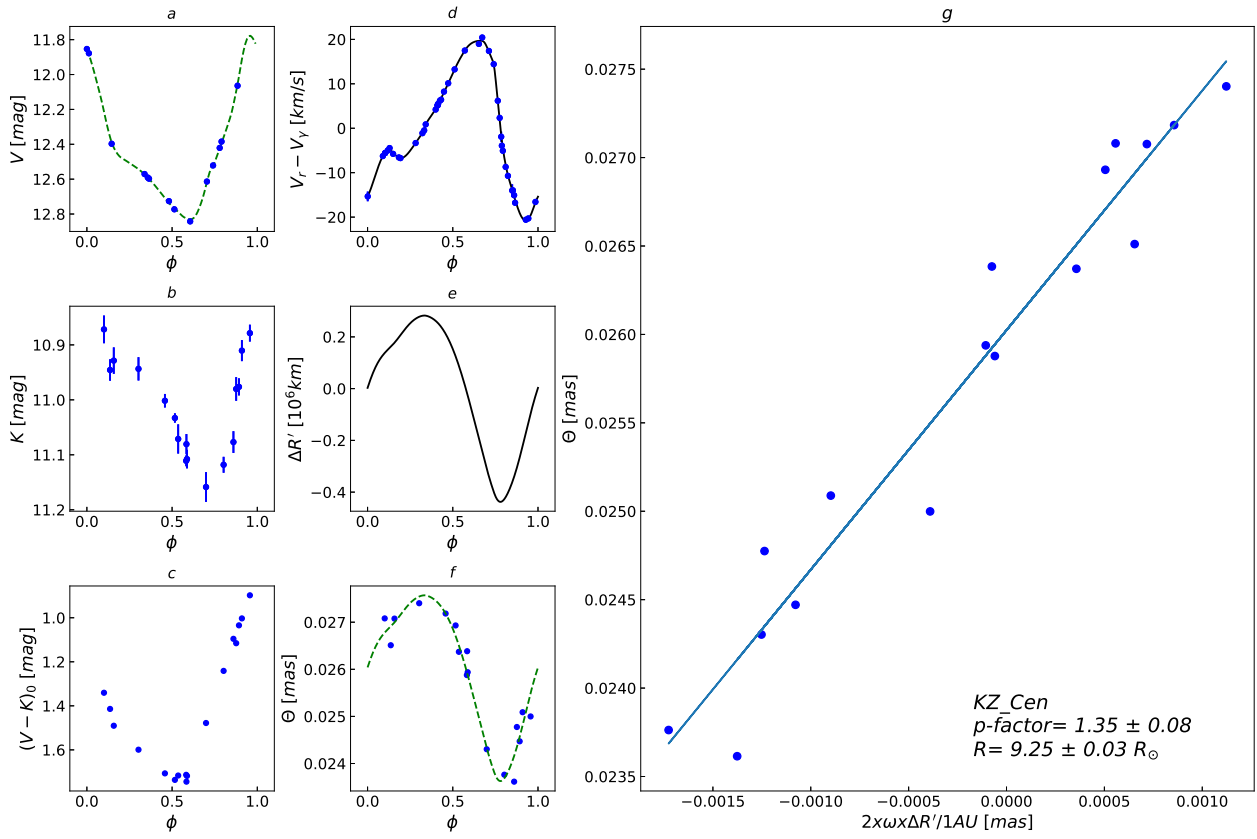 a
11.8
12.0
12.2
12.4
12.6
12.8
V [mag]
0.0 0.5 1.0
ϕ
d
20
10
0
−10
−20
V_r − V_γ [km/s]
0.0 0.5 1.0
ϕ
b
10.9
11.0
11.1
11.2
K [mag]
0.0 0.5 1.0
ϕ
e
0.2
0.0
−0.2
−0.4
ΔR′ [10⁶km]
0.0 0.5 1.0
ϕ
c
1.0
1.2
1.4
1.6
(V − K)₀ [mag]
0.0 0.5 1.0
ϕ
f
0.027
0.026
0.025
0.024
Θ [mas]
0.0 0.5 1.0
ϕ
g
0.0275
0.0270
0.0265
0.0260
0.0255
0.0250
0.0245
0.0240
0.0235
Θ [mas]
KZ_Cen
p-factor= 1.35 ± 0.08
R= 9.25 ± 0.03 R☉
−0.0015 −0.0010 −0.0005 0.0000 0.0005 0.0010
2xωxΔR′/1AU [mas]